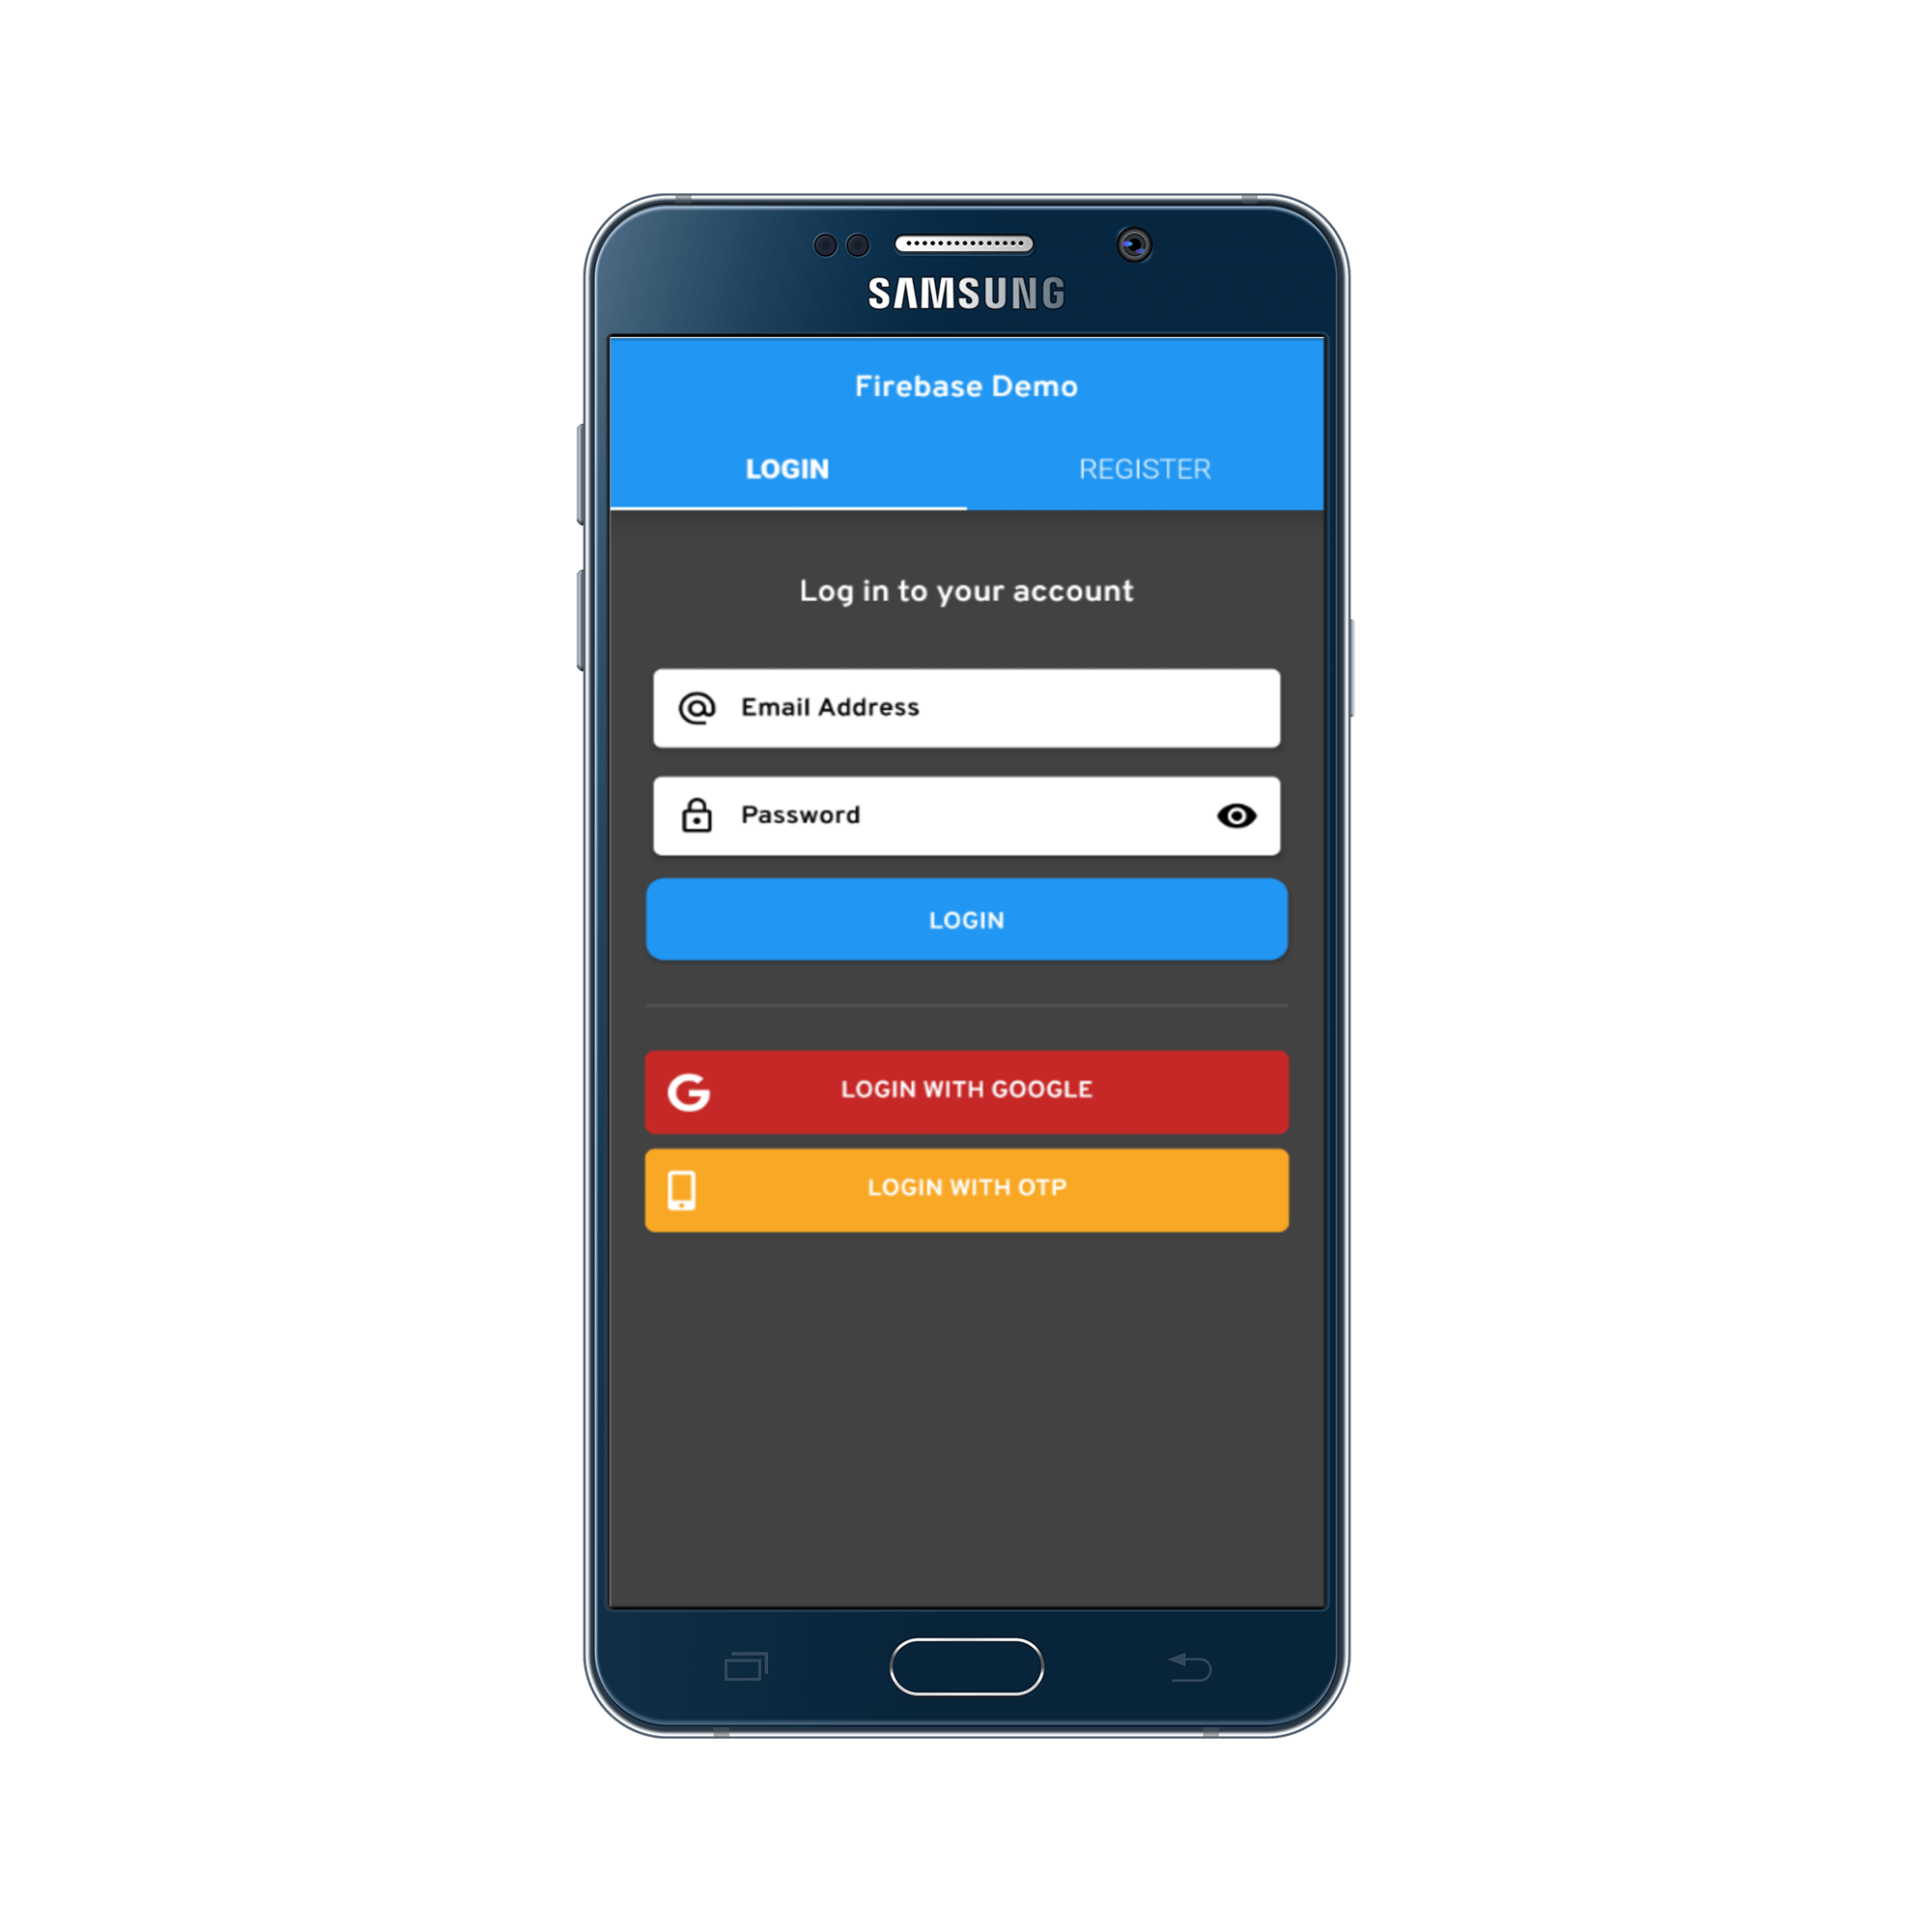 SAMSUNG
Firebase Demo
LOGIN REGISTER
Log in to your account
Email Address
Password
LOGIN
LOGIN WITH GOOGLE
LOGIN WITH OTP